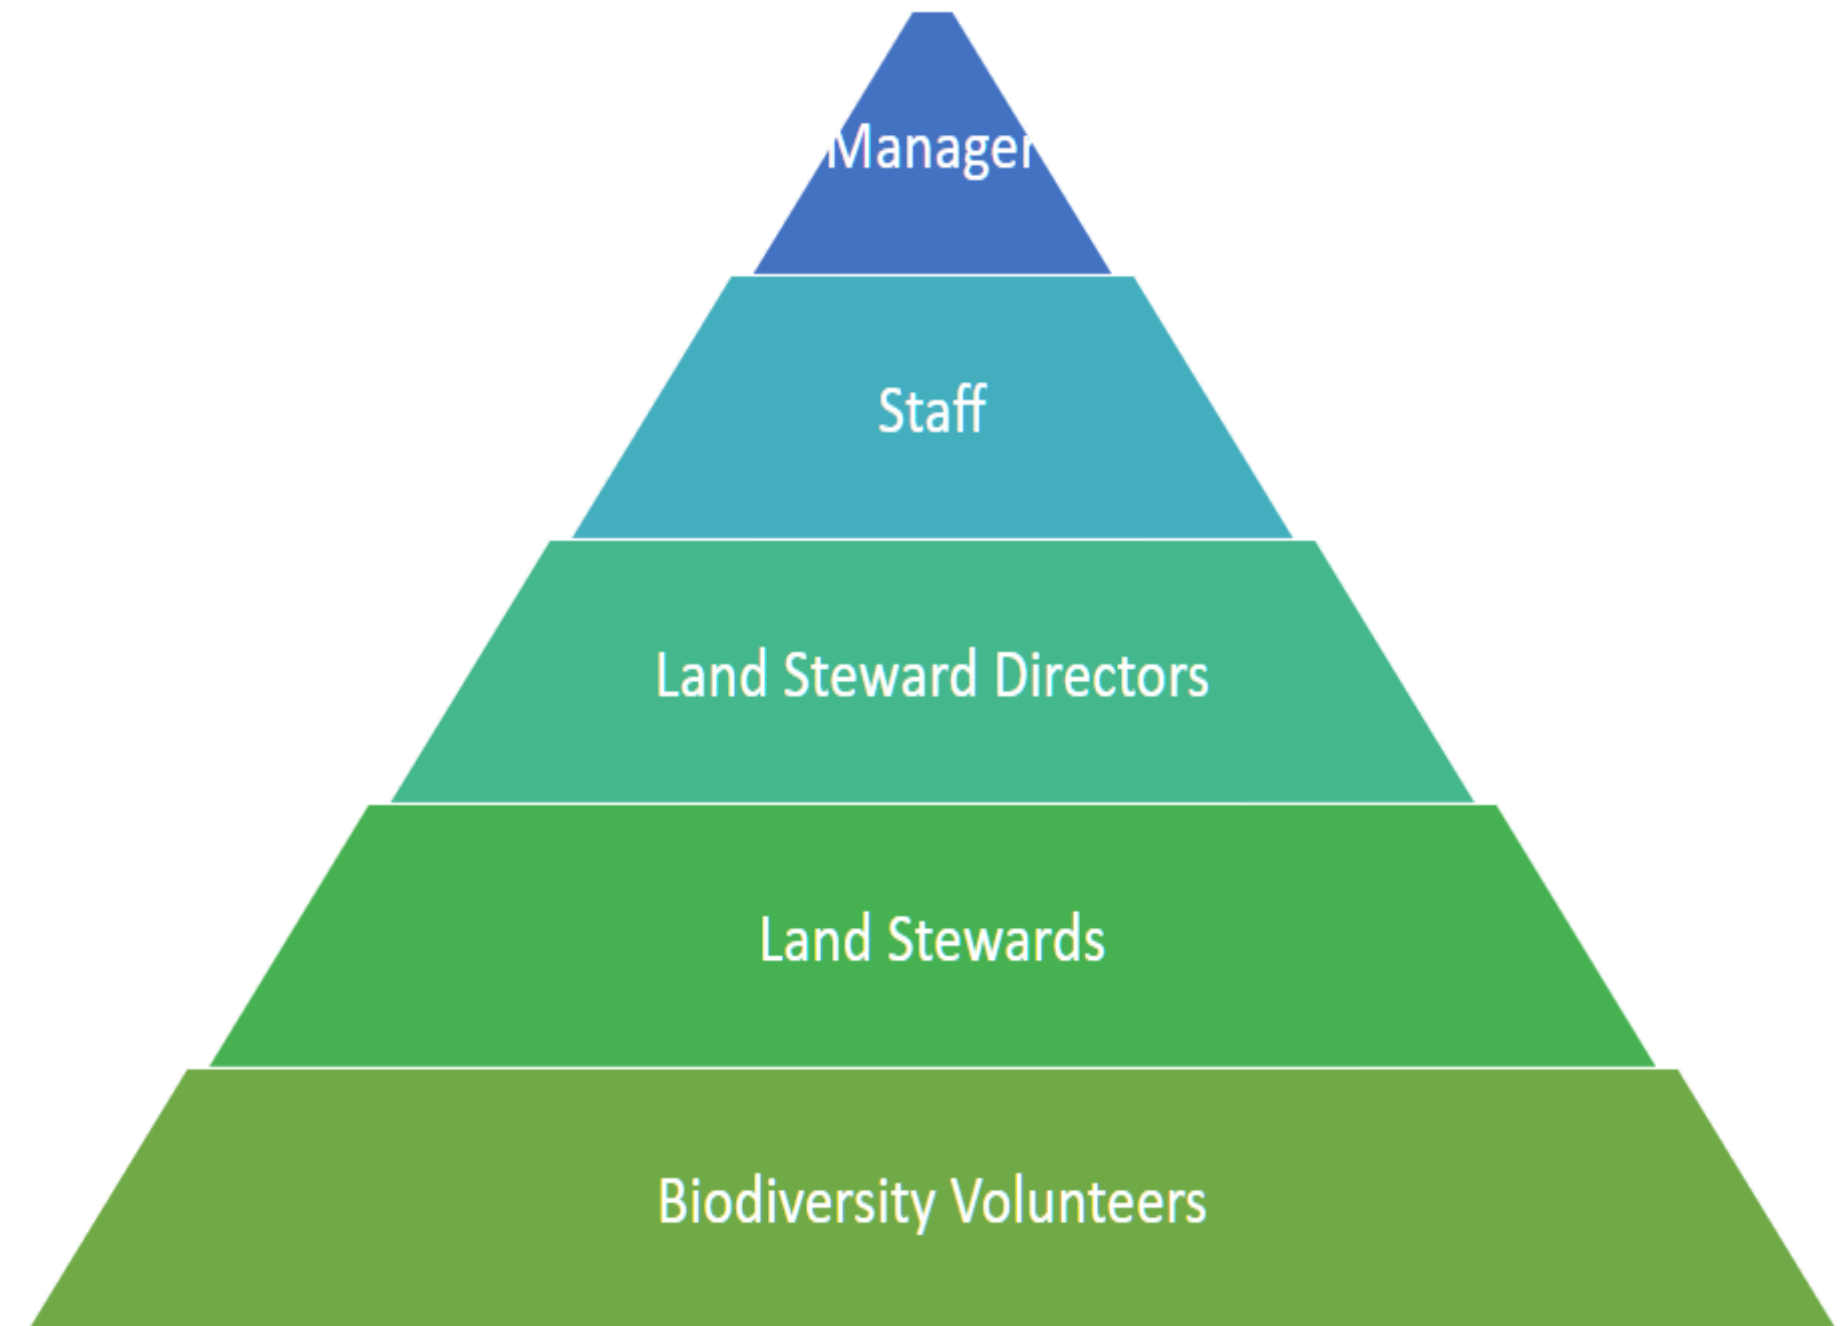 Manager
Staff
Land Steward Directors
Land Stewards
Biodiversity Volunteers